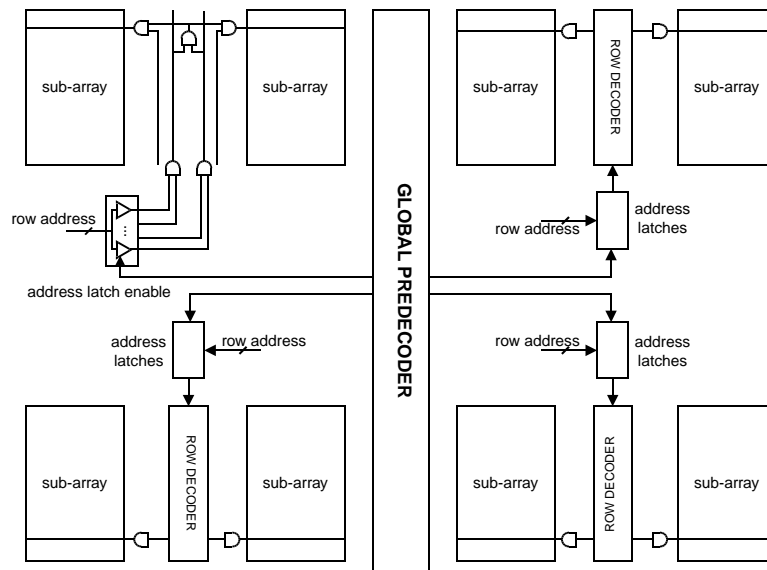 sub-array
sub-array
row address
...
address latch enable
GLOBAL PREDECODER
sub-array
ROW DECODER
sub-array
row address
address
latches
address
latches
row address
row address
address
latches
sub-array
ROW DECODER
sub-array
sub-array
ROW DECODER
sub-array